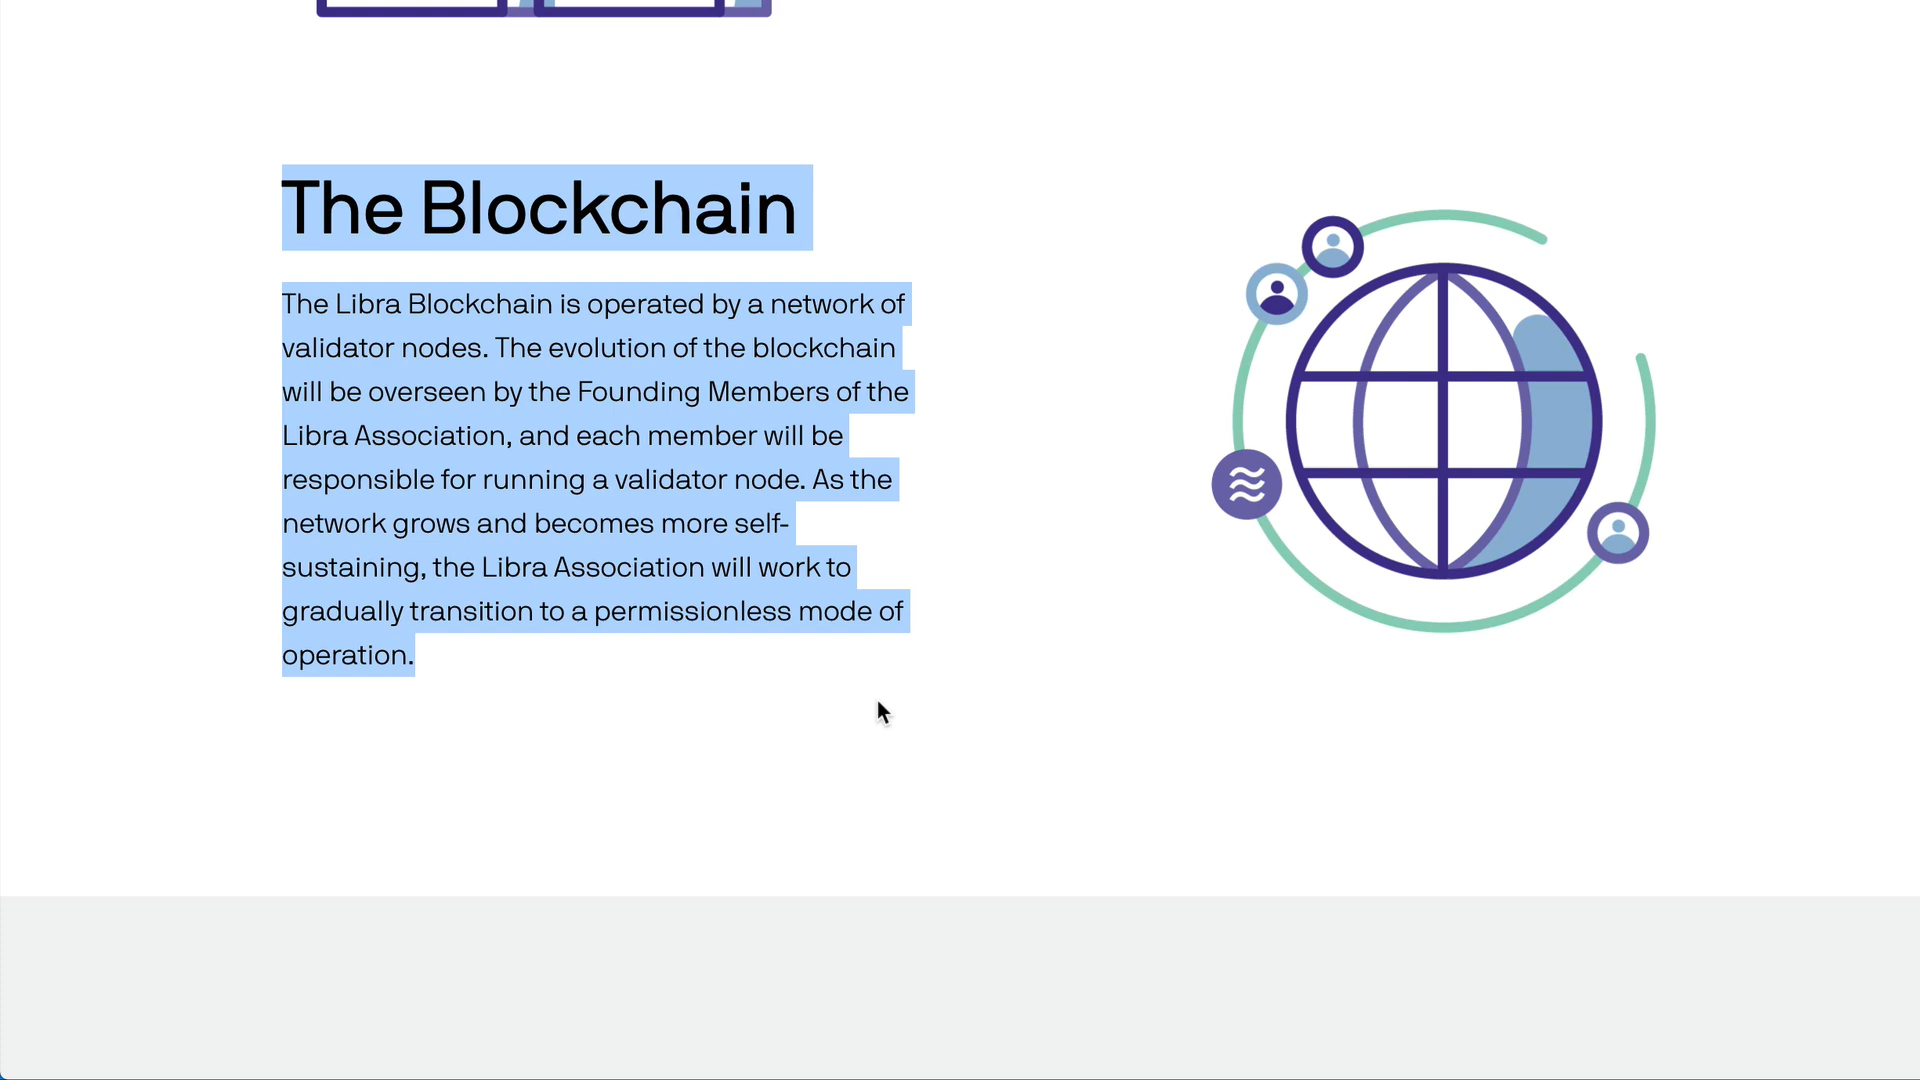 The Blockchain
The Libra Blockchain is operated by a network of
validator nodes. The evolution of the blockchain
will be overseen by the Founding Members of the
Libra Association, and each member will be
responsible for running a validator node. As the
network grows and becomes more self-
sustaining, the Libra Association will work to
gradually transition to a permissionless mode of
operation.